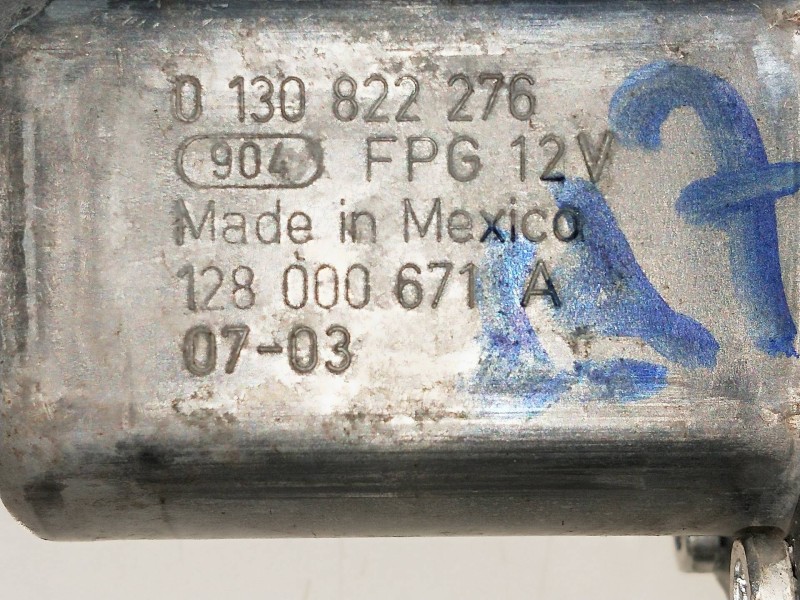 0 130 822 276
904 FPG 12V
Made in Mexico
128 000 671 A
07-03